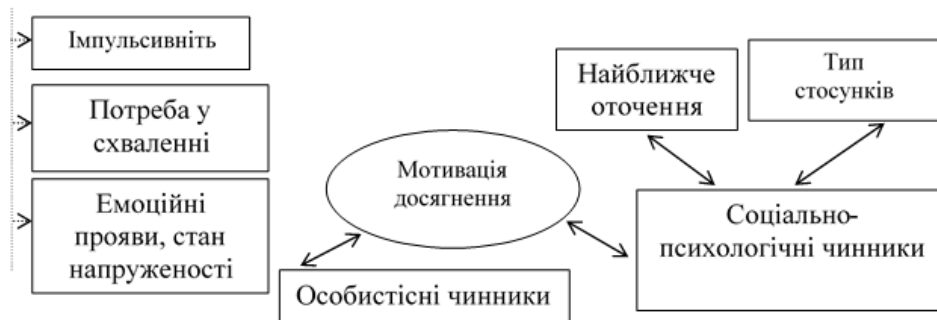 Імпульсивніть
Потреба у
схваленні
Емоційні
прояви, стан
напруженості
Мотивація
досягнення
Особистісні чинники
Найближче
оточення
Тип
стосунків
Соціально-
психологічні чинники